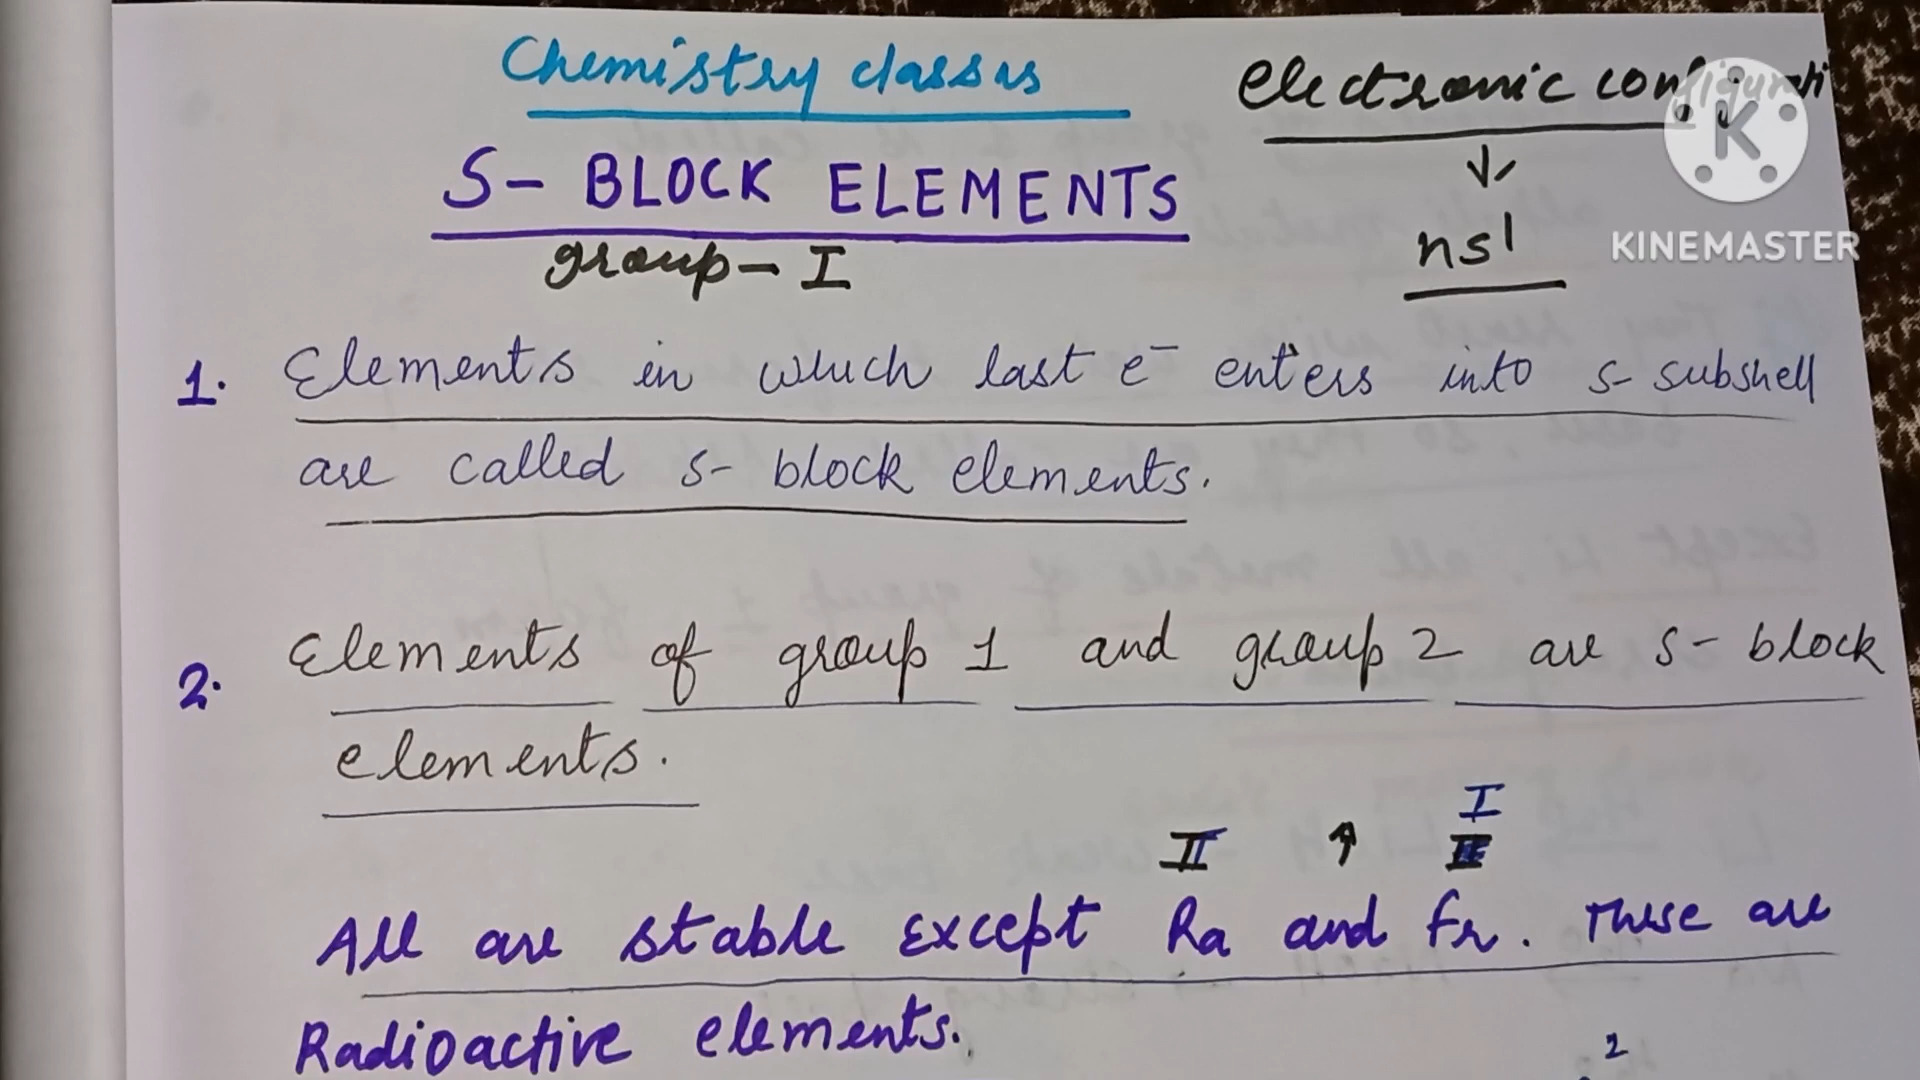 Chemistry classes
electronic configurati
S- BLOCK ELEMENTS
ns1
KINEMASTER
group- I
1. Elements in which last e⁻ enters into s-subshell
are called s- block elements.
2. Elements of group 1 and group 2 are s- block
elements.
I
II ↑ II
All are stable except Ra and Fr. These are
Radioactive elements.
2